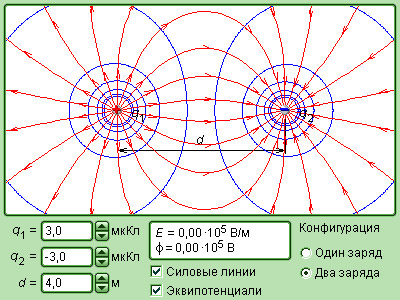 q1
q2
d
q1 = 3,0 мкКл
q2 = -3,0 мкКл
d = 4,0 м
E = 0,00·10⁵ В/м
ϕ = 0,00·10⁵ В
Силовые линии
Эквипотенциали
Конфигурация
Один заряд
Два заряда